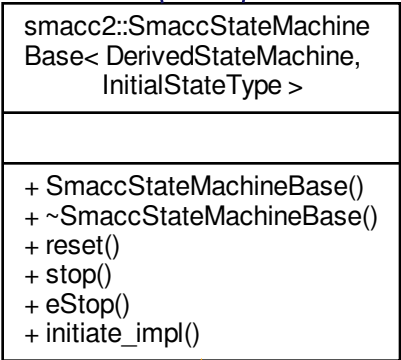 smacc2::SmaccStateMachine
Base< DerivedStateMachine,
InitialStateType >
+ SmaccStateMachineBase()
+ ~SmaccStateMachineBase()
+ reset()
+ stop()
+ eStop()
+ initiate_impl()